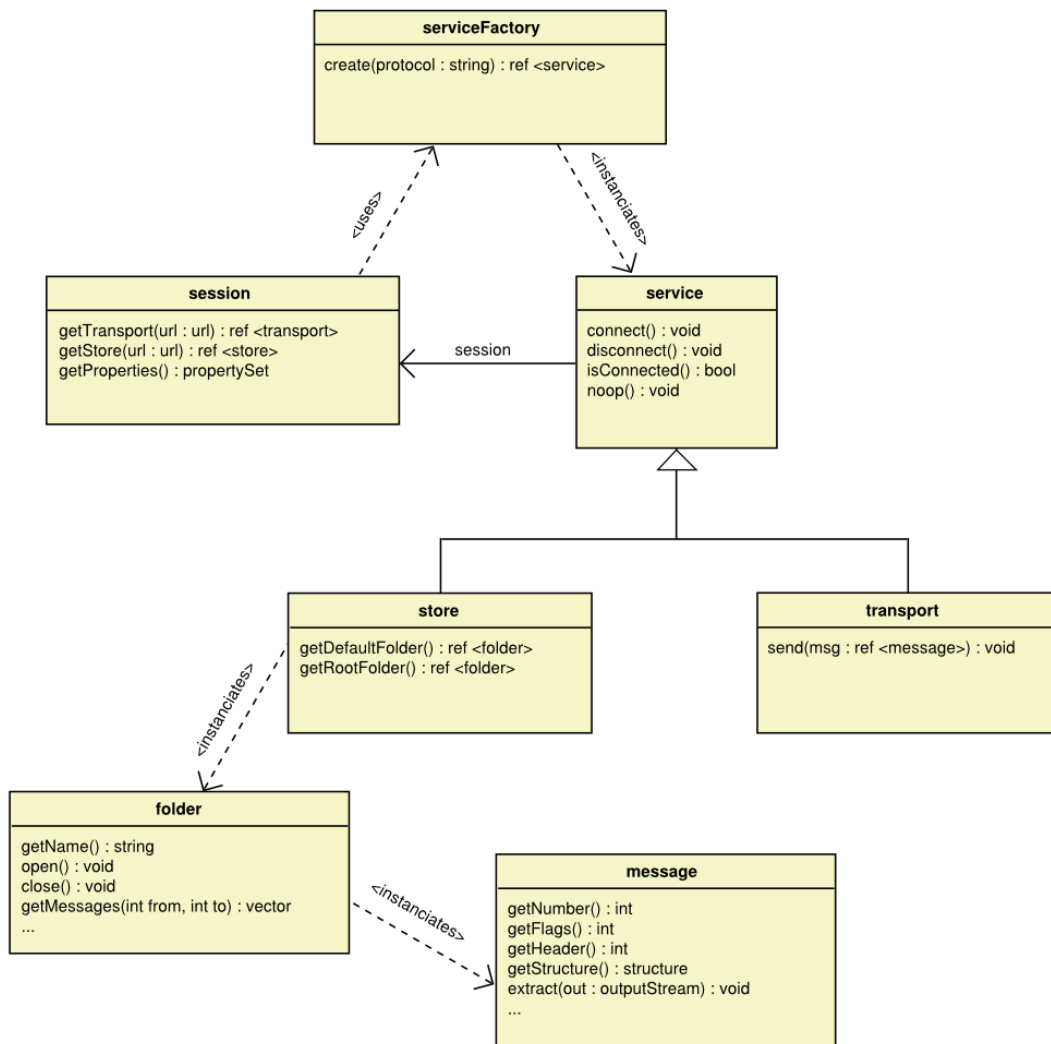 serviceFactory
create(protocol : string) : ref <service>
<uses>
<instanciates>
session
getTransport(url : url) : ref <transport>
getStore(url : url) : ref <store>
getProperties() : propertySet
session
service
connect() : void
disconnect() : void
isConnected() : bool
noop() : void
store
getDefaultFolder() : ref <folder>
getRootFolder() : ref <folder>
transport
send(msg : ref <message>) : void
<instanciates>
folder
getName() : string
open() : void
close() : void
getMessages(int from, int to) : vector
...
<instanciates>
message
getNumber() : int
getFlags() : int
getHeader() : int
getStructure() : structure
extract(out : outputStream) : void
...